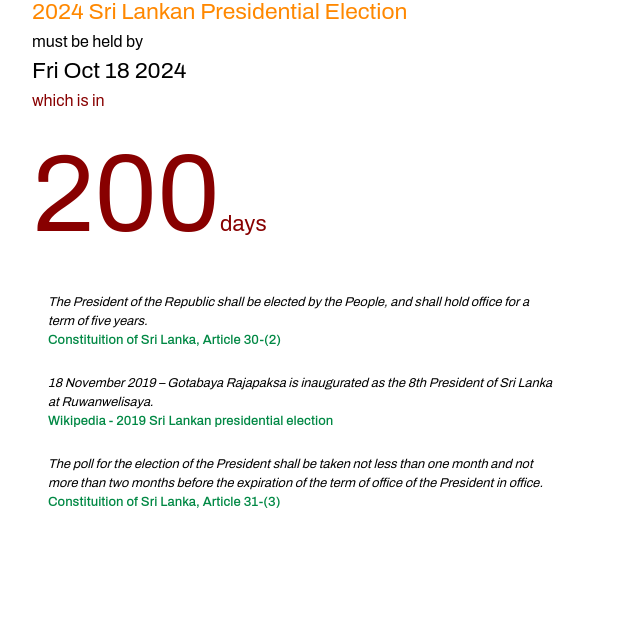 2024 Sri Lankan Presidential Election
must be held by
Fri Oct 18 2024
which is in
200 days
The President of the Republic shall be elected by the People, and shall hold office for a
term of five years.
Constituition of Sri Lanka, Article 30-(2)
18 November 2019 – Gotabaya Rajapaksa is inaugurated as the 8th President of Sri Lanka
at Ruwanwelisaya.
Wikipedia - 2019 Sri Lankan presidential election
The poll for the election of the President shall be taken not less than one month and not
more than two months before the expiration of the term of office of the President in office.
Constituition of Sri Lanka, Article 31-(3)